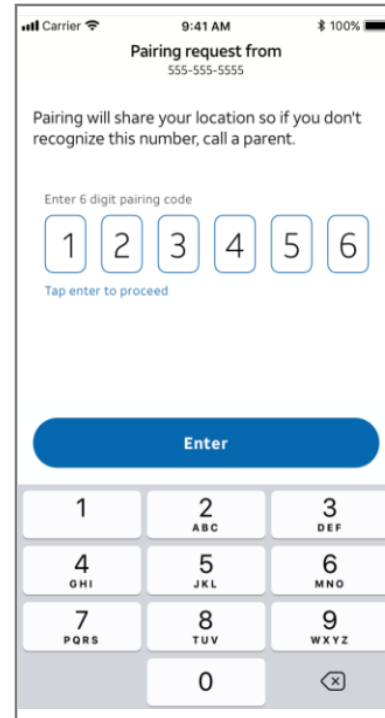 Carrier 9:41 AM 100%
Pairing request from
555-555-5555
Pairing will share your location so if you don't
recognize this number, call a parent.
Enter 6 digit pairing code
1 2 3 4 5 6
Tap enter to proceed
Enter
1 2 3
ABC DEF
4 5 6
GHI JKL MNO
7 8 9
PQRS TUV WXYZ
0